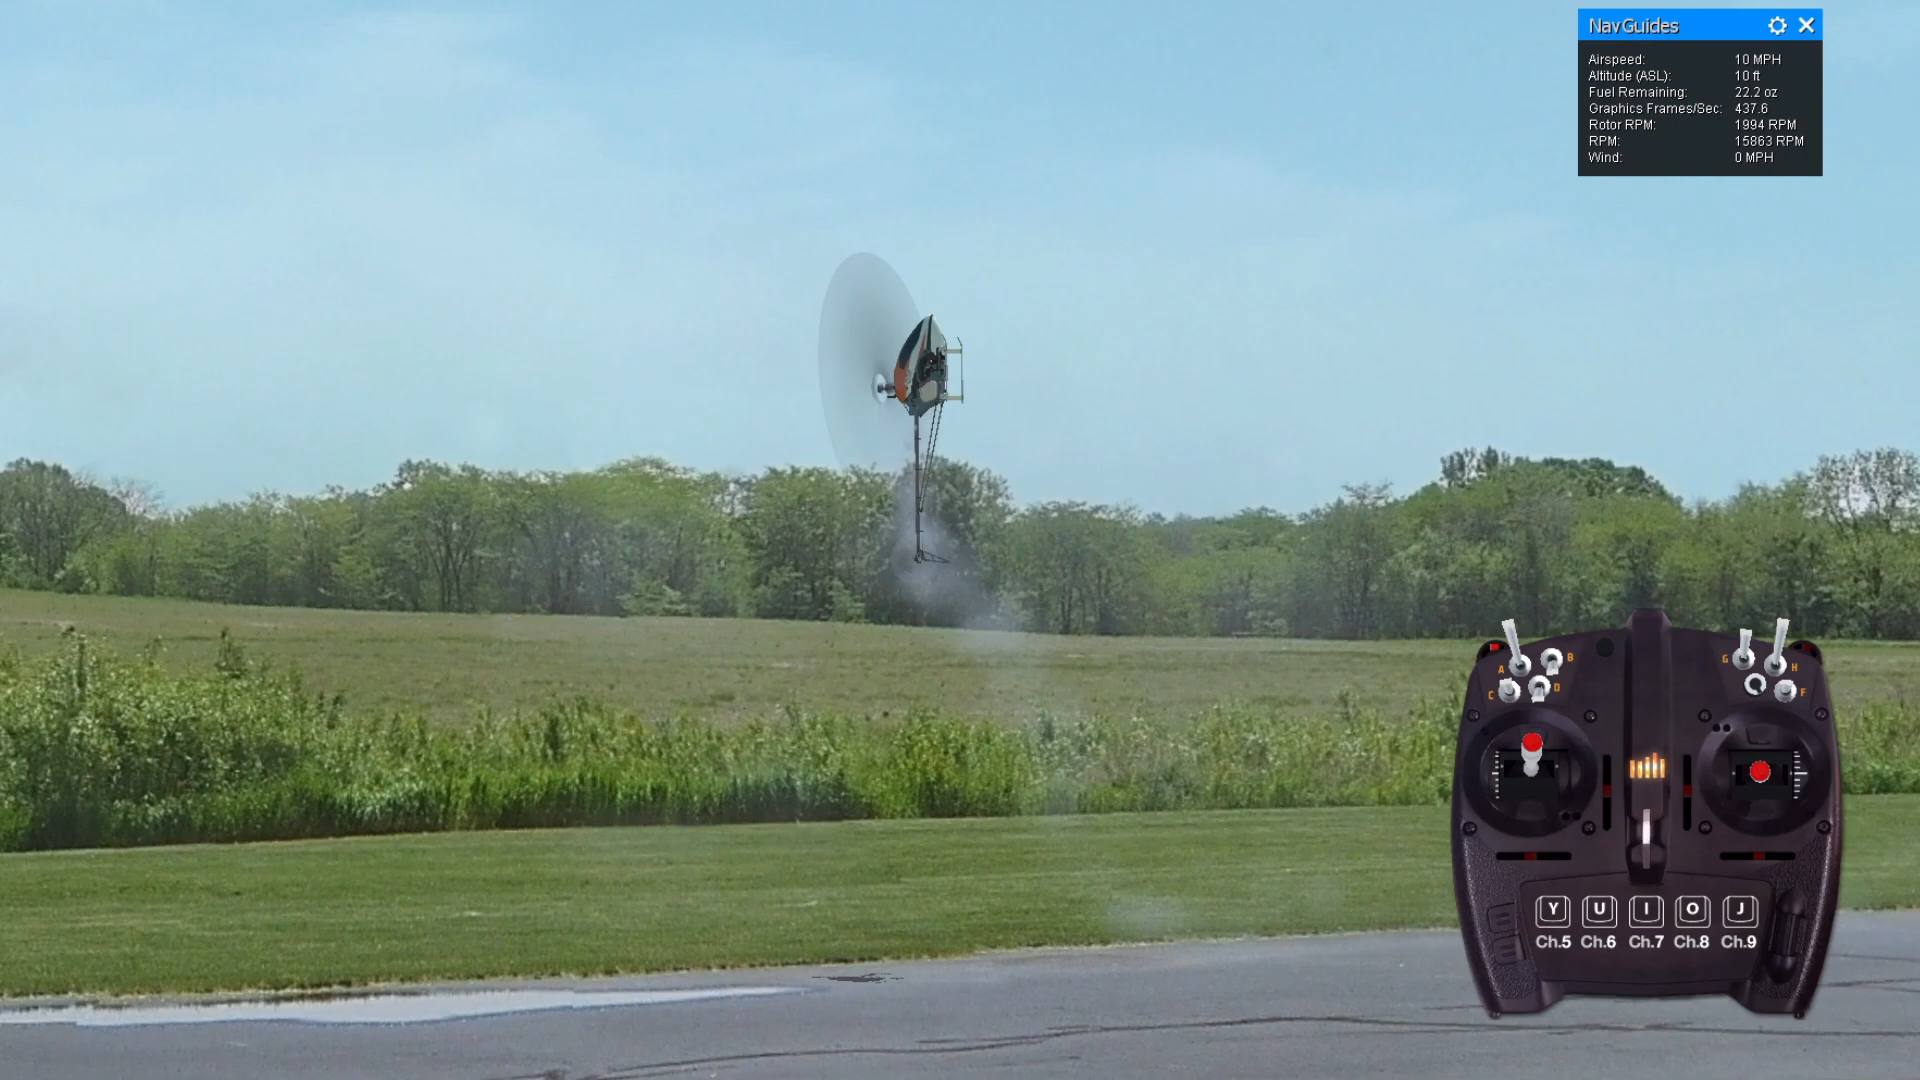 NavGuides
Airspeed: 10 MPH
Altitude (ASL): 10 ft
Fuel Remaining: 22.2 oz
Graphics Frames/Sec: 437.6
Rotor RPM: 1994 RPM
RPM: 15863 RPM
Wind: 0 MPH
A B G H
C D F
Y U I O J
Ch.5 Ch.6 Ch.7 Ch.8 Ch.9